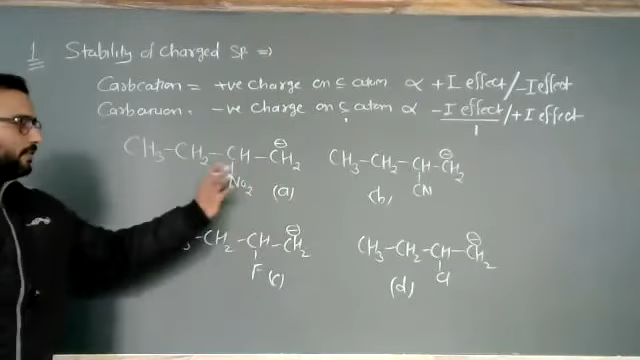 1 Stability of Charged Sp ⇒
Carbcation = +ve charge on C atom ∝ +I effect / -I effect
Carbanion. -ve charge on C atom ∝ -I effect / +I effect
1
CH₃-CH₂-CH-CH₂ ⊖ CH₃-CH₂-CH-CH₂ ⊖
NO₂ (a) CN (b)
-CH₂-CH-CH₂ ⊖ CH₃-CH₂-CH-CH₂ ⊖
F (c) Cl (d)